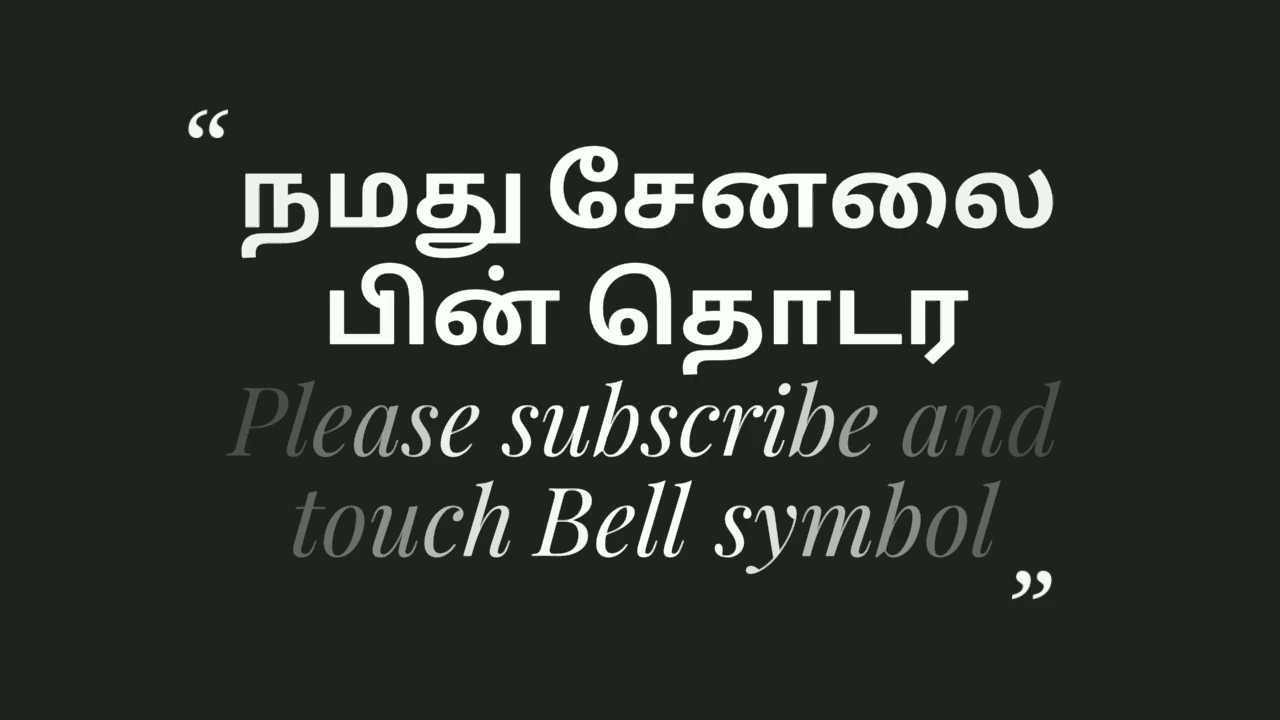 “
நமது சேனலை
பின் தொடர
Please subscribe and
touch Bell symbol
”